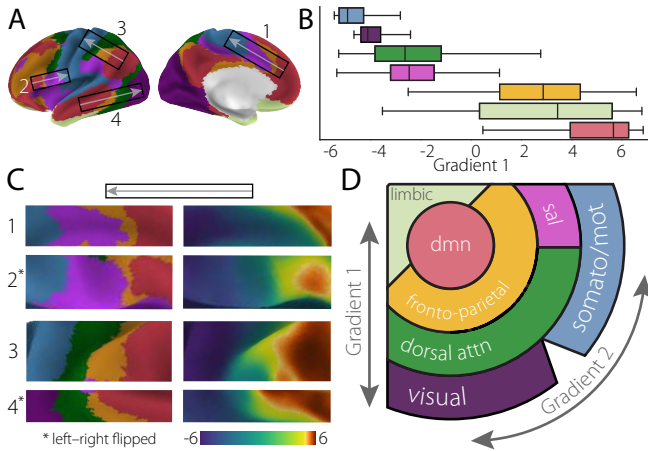 A
3
1
2
4
B
-6
-4
-2
0
2
4
6
Gradient 1
C
1
2*
3
4*
* left–right flipped
-6
6
D
limbic
sal
somato/mot
dmn
fronto-parietal
dorsal attn
visual
Gradient 1
Gradient 2